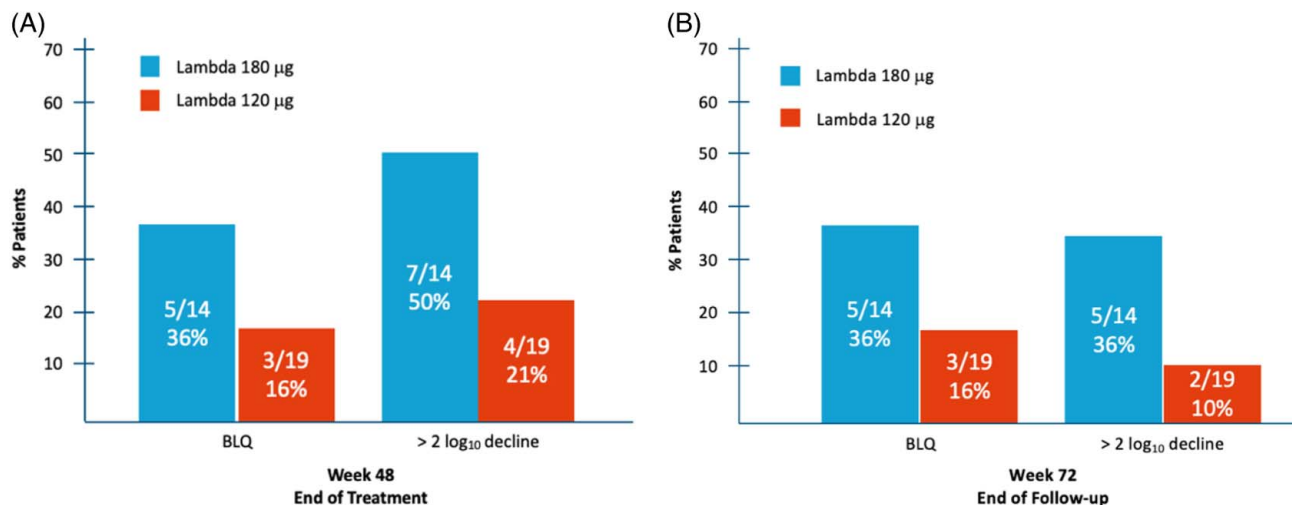 (A)
70
60
50
40
30
20
10
% Patients
Lambda 180 µg
Lambda 120 µg
5/14
36%
3/19
16%
7/14
50%
4/19
21%
BLQ
> 2 log₁₀ decline
Week 48
End of Treatment
(B)
70
60
50
40
30
20
10
% Patients
Lambda 180 µg
Lambda 120 µg
5/14
36%
3/19
16%
5/14
36%
2/19
10%
BLQ
> 2 log₁₀ decline
Week 72
End of Follow-up